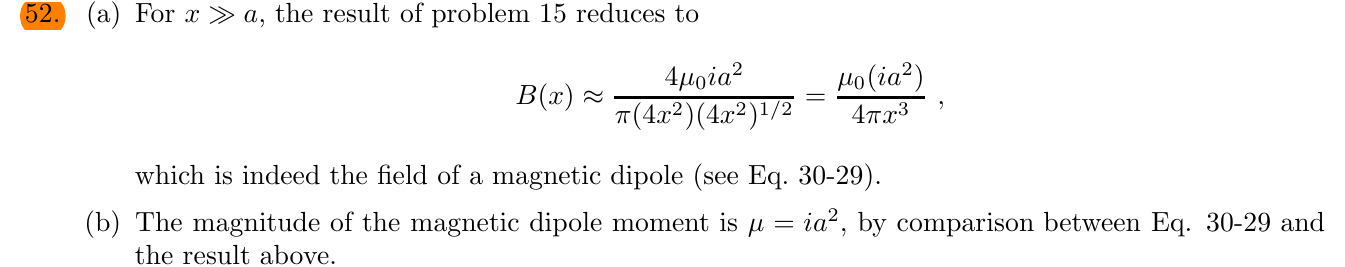 52. (a) For x ≫ a, the result of problem 15 reduces to
B(x) ≈ 4μ₀ia² / π(4x²)(4x²)^{1/2} = μ₀(ia²) / 4πx³ ,
which is indeed the field of a magnetic dipole (see Eq. 30-29).
(b) The magnitude of the magnetic dipole moment is μ = ia², by comparison between Eq. 30-29 and
the result above.